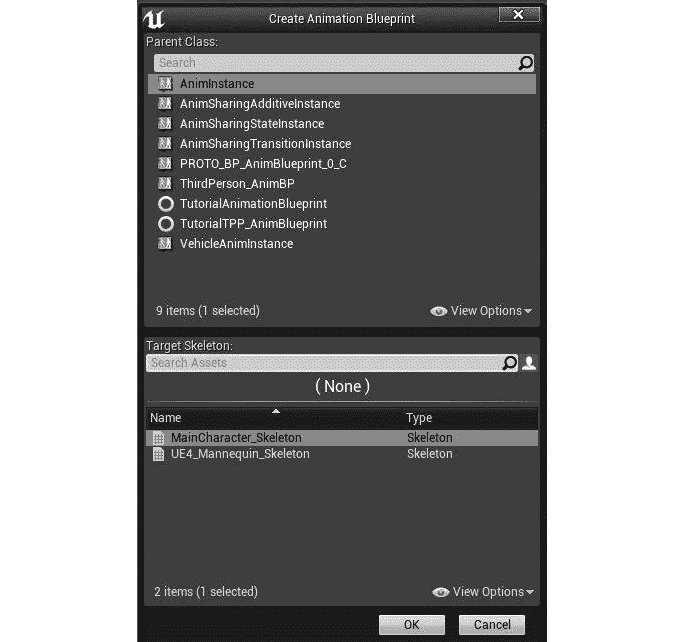 Create Animation Blueprint
Parent Class:
Search
AnimInstance
AnimSharingAdditiveInstance
AnimSharingStateInstance
AnimSharingTransitionInstance
PROTO_BP_AnimBlueprint_0_C
ThirdPerson_AnimBP
TutorialAnimationBlueprint
TutorialTPP_AnimBlueprint
VehicleAnimInstance
9 items (1 selected) View Options
Target Skeleton:
Search Assets
( None )
Name Type
MainCharacter_Skeleton Skeleton
UE4_Mannequin_Skeleton Skeleton
2 items (1 selected) View Options
OK Cancel